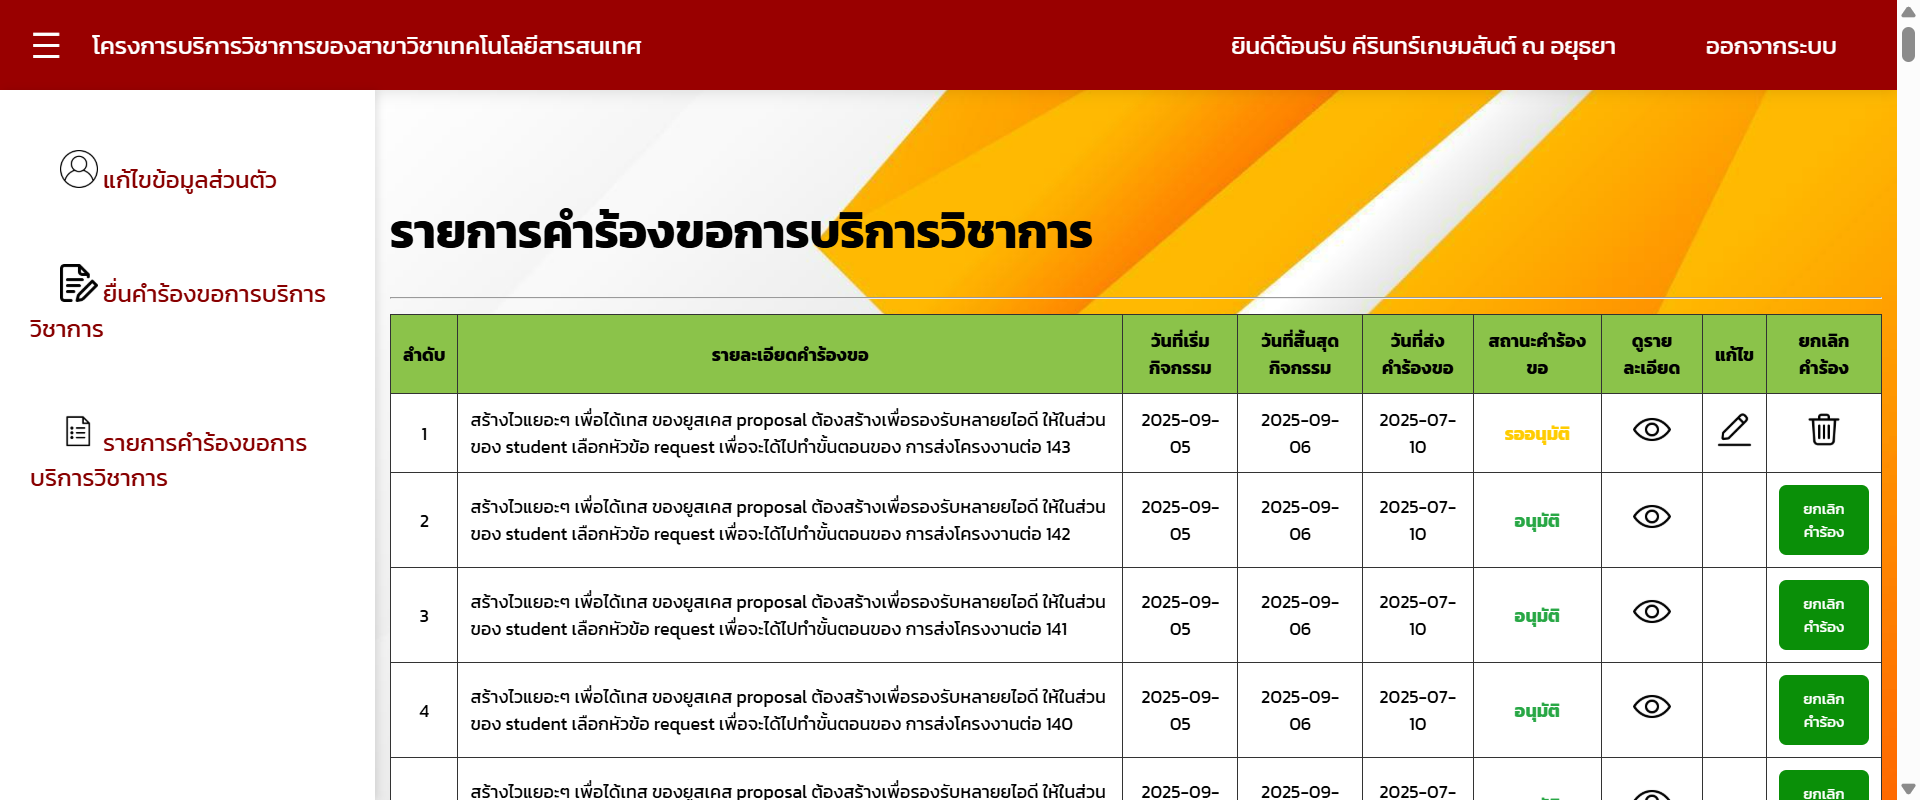 โครงการบริการวิชาการของสาขาวิชาเทคโนโลยีสารสนเทศ
ยินดีต้อนรับ คีรินทร์เกษมสันต์ ณ อยุธยา
ออกจากระบบ
แก้ไขข้อมูลส่วนตัว
ยื่นคำร้องขอการบริการ
วิชาการ
รายการคำร้องขอการ
บริการวิชาการ
รายการคำร้องขอการบริการวิชาการ
ลำดับ
รายละเอียดคำร้องขอ
วันที่เริ่ม
กิจกรรม
วันที่สิ้นสุด
กิจกรรม
วันที่ส่ง
คำร้องขอ
สถานะคำร้อง
ขอ
ดูราย
ละเอียด
แก้ไข
ยกเลิก
คำร้อง
1
สร้างไวแยอะๆ เพื่อได้เทส ของยูสเคส proposal ต้องสร้างเพื่อรองรับหลายยไอดี ให้ในส่วน
ของ student เลือกหัวข้อ request เพื่อจะได้ไปทำขั้นตอนของ การส่งโครงงานต่อ 143
2025-09-
05
2025-09-
06
2025-07-
10
รออนุมัติ
2
สร้างไวแยอะๆ เพื่อได้เทส ของยูสเคส proposal ต้องสร้างเพื่อรองรับหลายยไอดี ให้ในส่วน
ของ student เลือกหัวข้อ request เพื่อจะได้ไปทำขั้นตอนของ การส่งโครงงานต่อ 142
2025-09-
05
2025-09-
06
2025-07-
10
อนุมัติ
ยกเลิก
คำร้อง
3
สร้างไวแยอะๆ เพื่อได้เทส ของยูสเคส proposal ต้องสร้างเพื่อรองรับหลายยไอดี ให้ในส่วน
ของ student เลือกหัวข้อ request เพื่อจะได้ไปทำขั้นตอนของ การส่งโครงงานต่อ 141
2025-09-
05
2025-09-
06
2025-07-
10
อนุมัติ
ยกเลิก
คำร้อง
4
สร้างไวแยอะๆ เพื่อได้เทส ของยูสเคส proposal ต้องสร้างเพื่อรองรับหลายยไอดี ให้ในส่วน
ของ student เลือกหัวข้อ request เพื่อจะได้ไปทำขั้นตอนของ การส่งโครงงานต่อ 140
2025-09-
05
2025-09-
06
2025-07-
10
อนุมัติ
ยกเลิก
คำร้อง
สร้างไวแยอะๆ เพื่อได้เทส ของยูสเคส proposal ต้องสร้างเพื่อรองรับหลายยไอดี ให้ในส่วน
2025-09-
2025-09-
2025-07-
ยกเลิก